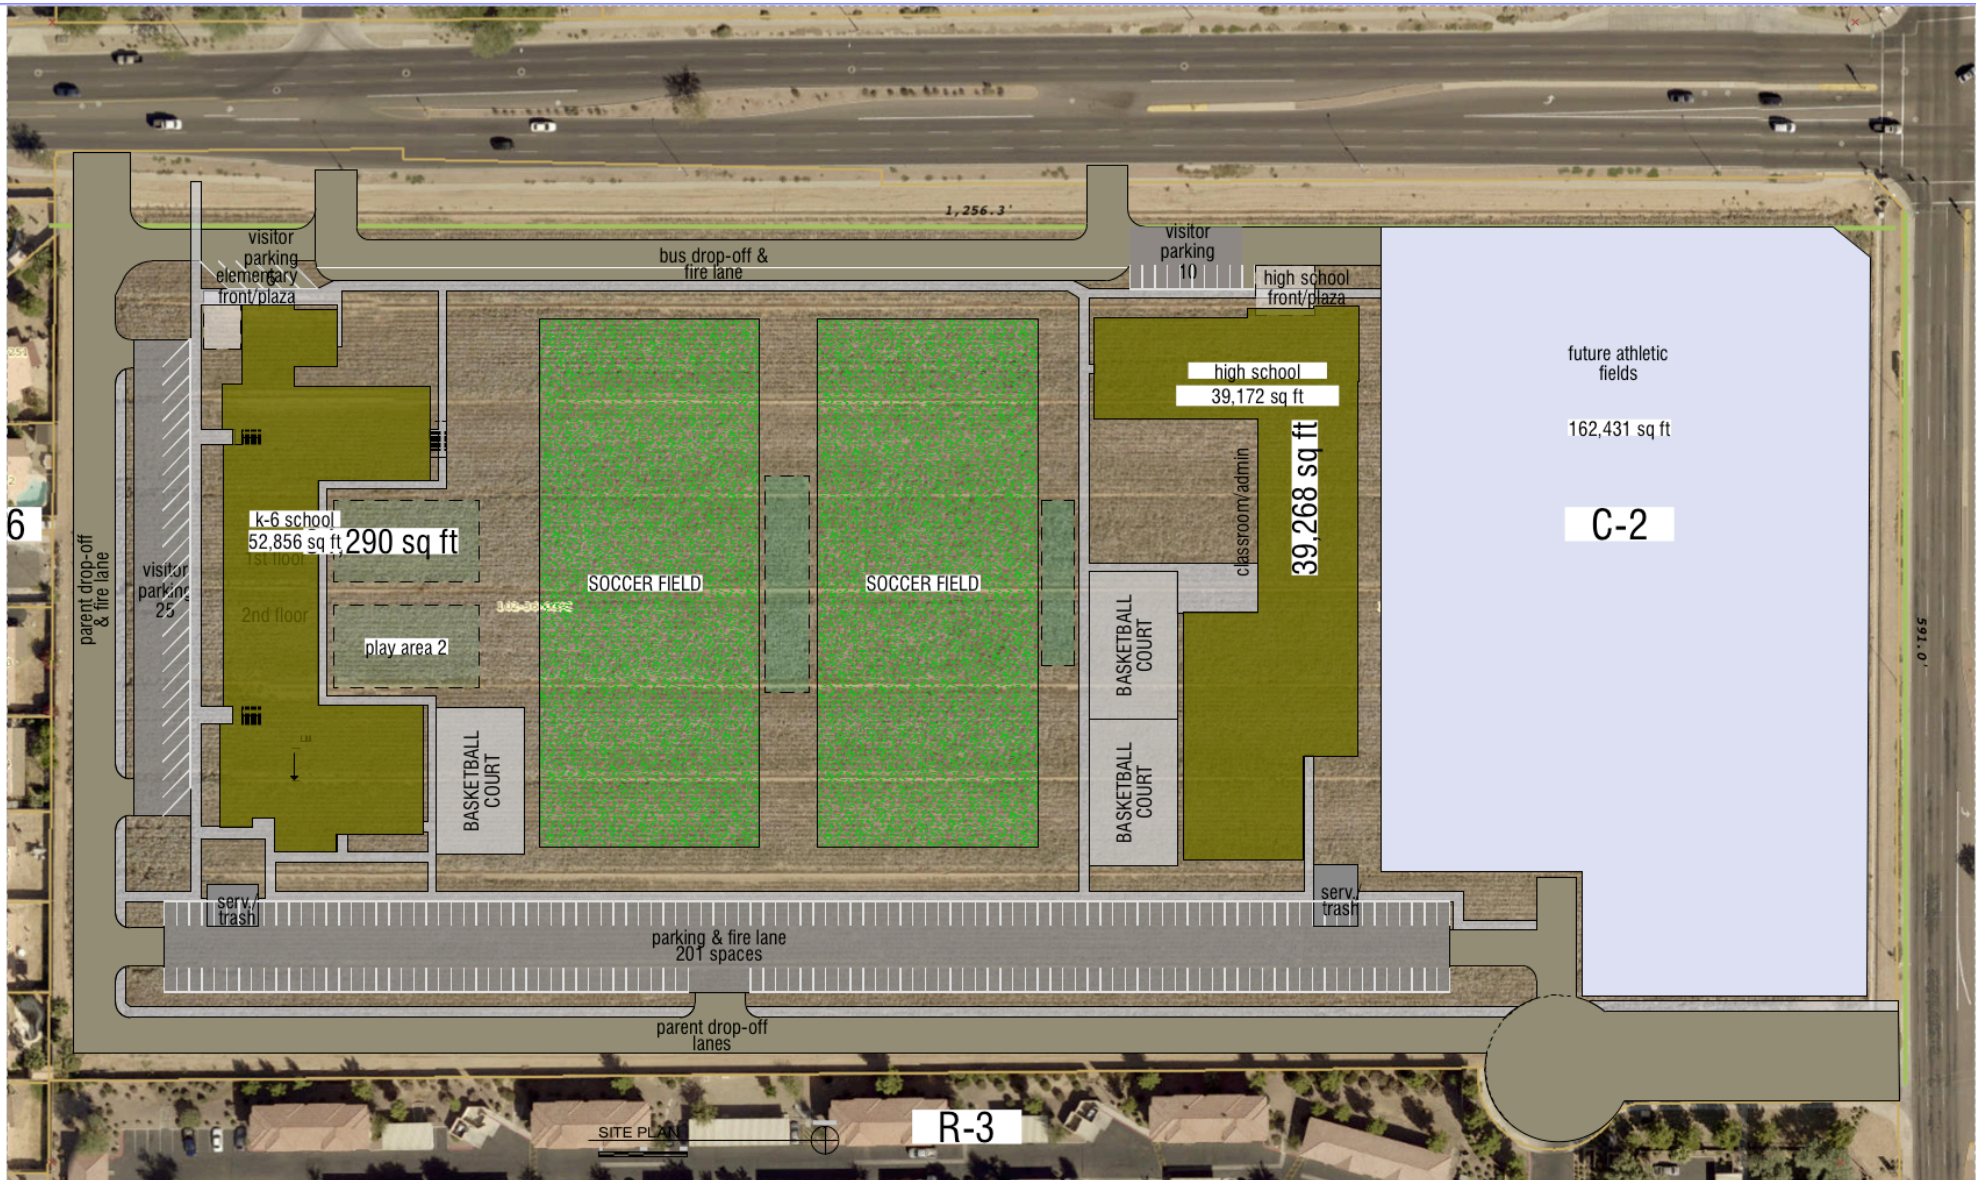 1,256.3'
visitor
parking
elementary
front/plaza
bus drop-off &
fire lane
visitor
parking
10
high school
front/plaza
high school
39,172 sq ft
39,268 sq ft
classroom/admin
future athletic
fields
162,431 sq ft
C-2
6
k-6 school
52,856 sq ft
290 sq ft
1st floor
2nd floor
play area 2
parent drop-off
& fire lane
visitor
parking
25
SOCCER FIELD
SOCCER FIELD
BASKETBALL
COURT
BASKETBALL
COURT
BASKETBALL
COURT
591.0'
serv./
trash
serv./
trash
parking & fire lane
201 spaces
parent drop-off
lanes
SITE PLAN
R-3